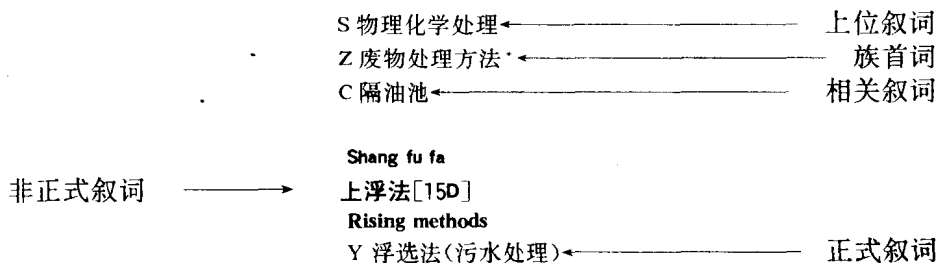 S 物理化学处理 上位叙词
Z 废物处理方法 族首词
C 隔油池 相关叙词
Shang fu fa
非正式叙词 上浮法[15D]
Rising methods
Y 浮选法(污水处理) 正式叙词